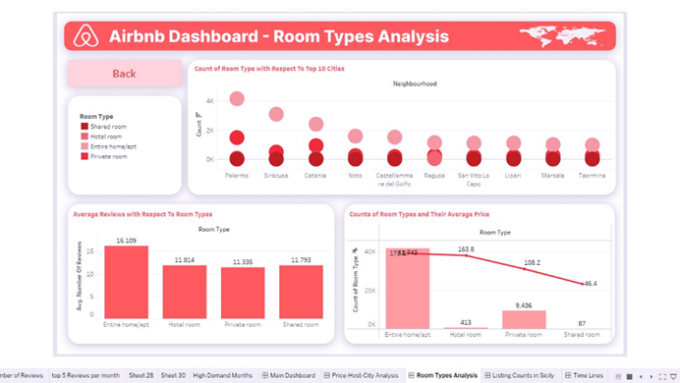 Airbnb Dashboard - Room Types Analysis
Back
Count of Room Type with Respect To Top 10 Cities
Neighbourhood
Room Type
Shared room
Hotel room
Entire home/apt
Private room
Count
4K
2K
0K
Palermo Siracusa Catania Noto Castellamma Ragusa San Vito Lo Lipari Marsala Taormina
re del Golfo Capo
Average Reviews with Respect To Room Types
Room Type
Avg. Number Of Reviews
15
10
5
0
16.109
11.814
11.335
11.793
Entire home/apt Hotel room Private room Shared room
Counts of Room Types and Their Average Price
Room Type
Count of Room Type
40K
20K
0K
163.8
108.2
46.4
413
9,436
87
Entire home/apt Hotel room Private room Shared room
mber of Reviews top 5 Reviews per month Sheet 28 Sheet 30 High Demand Months Main Dashboard Price-Host-City Analysis Room Types Analysis Listing Counts in Sicily Time Lines